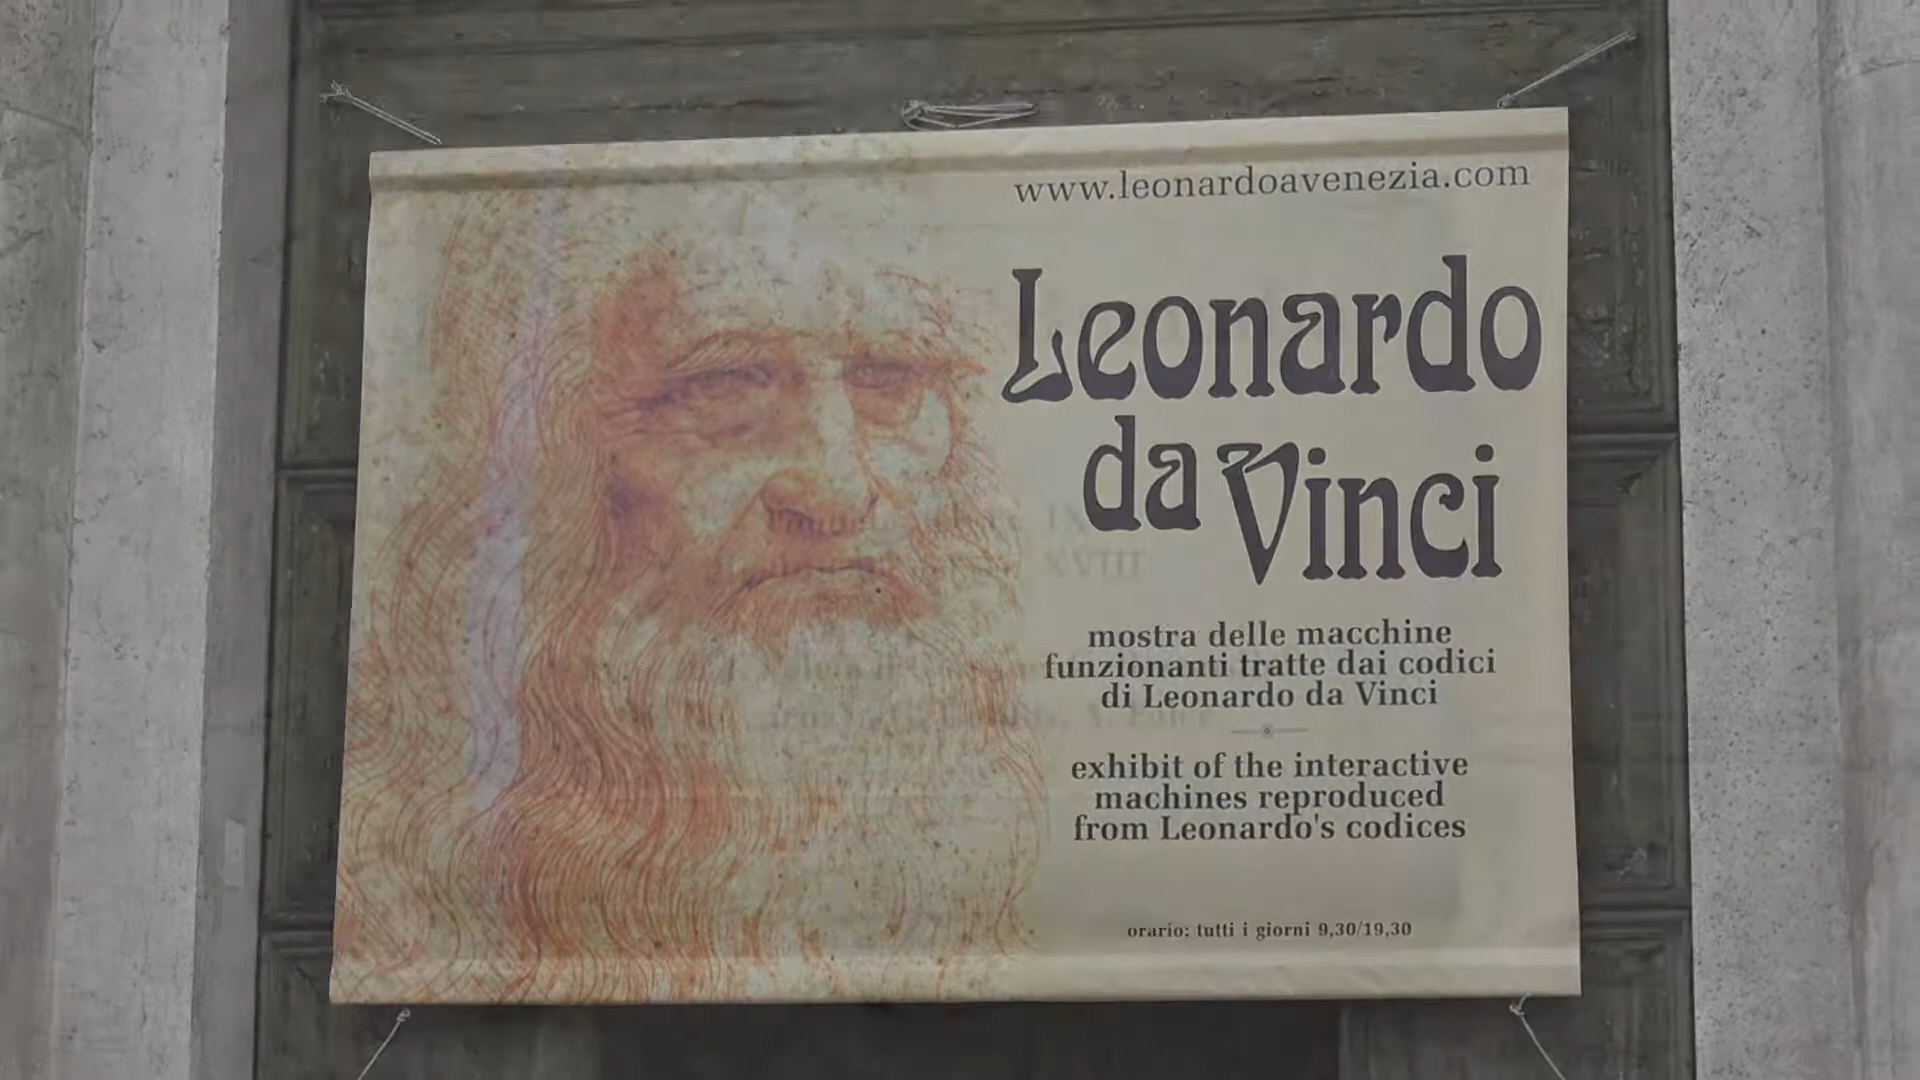 www.leonardoavenezia.com
Leonardo
da Vinci
mostra delle macchine
funzionanti tratte dai codici
di Leonardo da Vinci
exhibit of the interactive
machines reproduced
from Leonardo's codices
orario: tutti i giorni 9,30/19,30
XVIII